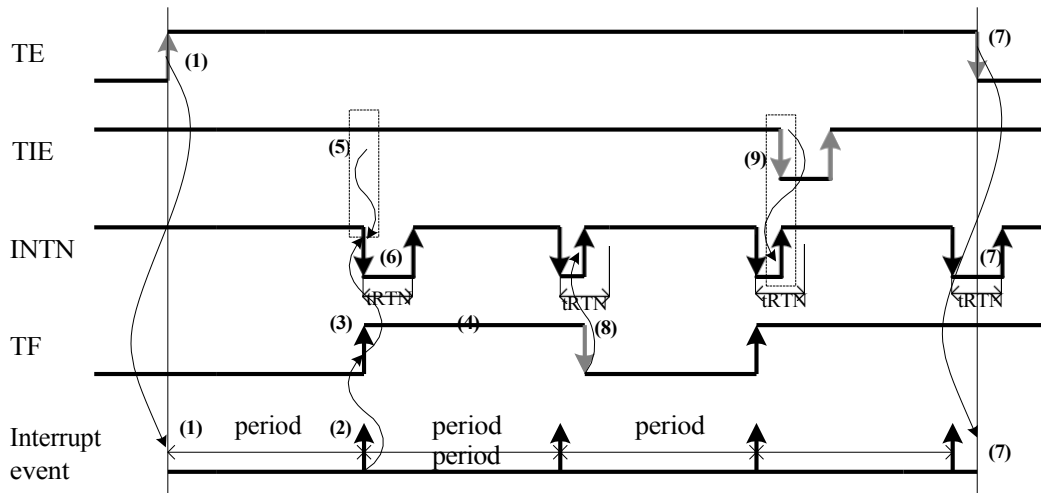 TE
(1)
(7)
TIE
(5)
(9)
INTN
(6)
(7)
tRTN
tRTN
tRTN
tRTN
TF
(3)
(4)
(8)
Interrupt
event
(1)
period
(2)
period
period
period
(7)